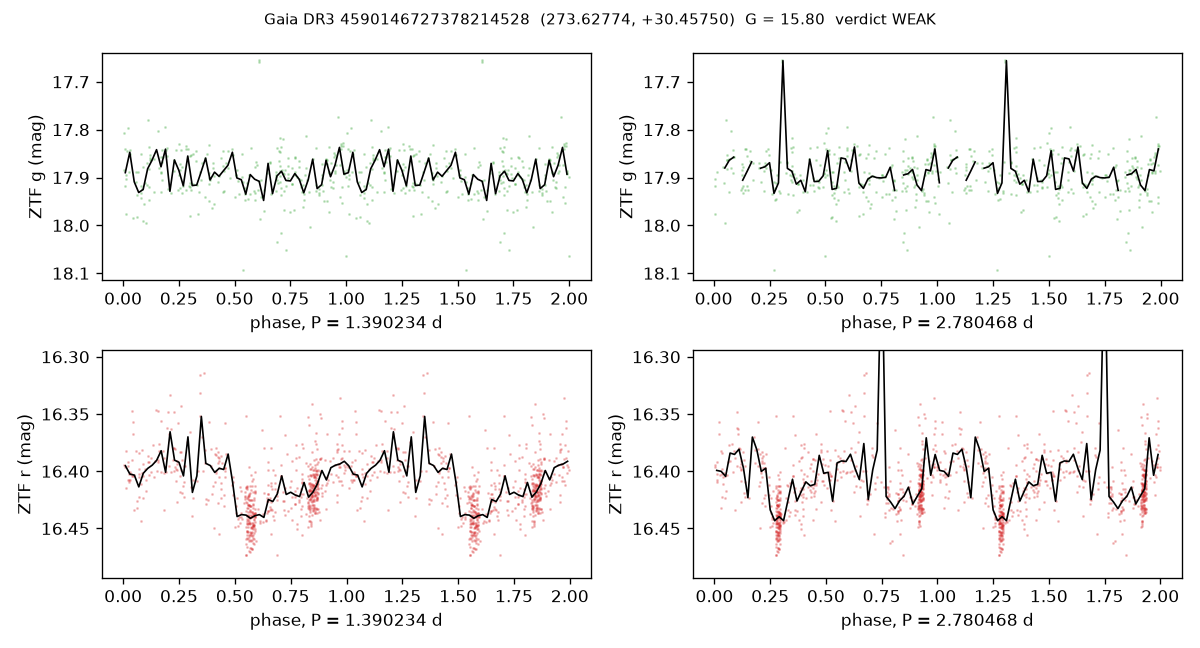 Gaia DR3 4590146727378214528 (273.62774, +30.45750) G = 15.80 verdict WEAK
ZTF g (mag)
17.7
17.8
17.9
18.0
18.1
0.00 0.25 0.50 0.75 1.00 1.25 1.50 1.75 2.00
phase, P = 1.390234 d
ZTF g (mag)
17.7
17.8
17.9
18.0
18.1
0.00 0.25 0.50 0.75 1.00 1.25 1.50 1.75 2.00
phase, P = 2.780468 d
ZTF r (mag)
16.30
16.35
16.40
16.45
0.00 0.25 0.50 0.75 1.00 1.25 1.50 1.75 2.00
phase, P = 1.390234 d
ZTF r (mag)
16.30
16.35
16.40
16.45
0.00 0.25 0.50 0.75 1.00 1.25 1.50 1.75 2.00
phase, P = 2.780468 d